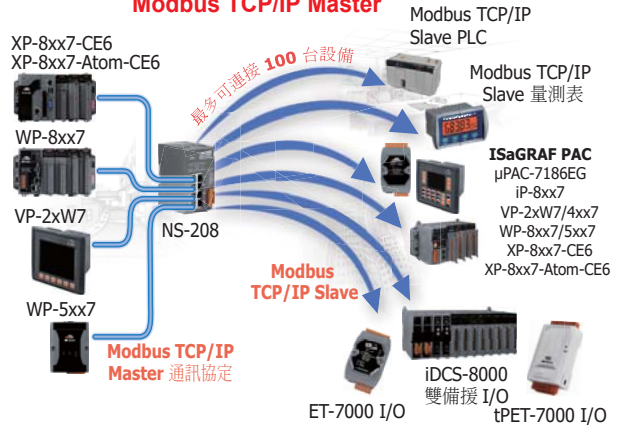 Modbus TCP/IP Master
XP-8xx7-CE6
XP-8xx7-Atom-CE6
WP-8xx7
VP-2xW7
WP-5xx7
NS-208
Modbus TCP/IP
Master 通訊協定
最多可連接 100 台設備
Modbus
TCP/IP Slave
Modbus TCP/IP
Slave PLC
Modbus TCP/IP
Slave 量測表
ISaGRAF PAC
μPAC-7186EG
iP-8xx7
VP-2xW7/4xx7
WP-8xx7/5xx7
XP-8xx7-CE6
XP-8xx7-Atom-CE6
ET-7000 I/O
iDCS-8000
雙備援 I/O
tPET-7000 I/O